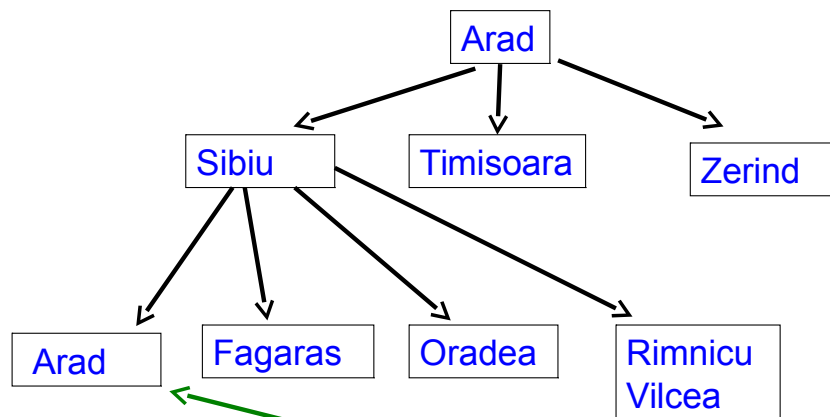 Arad
Sibiu
Timisoara
Zerind
Arad
Fagaras
Oradea
Rimnicu
Vilcea